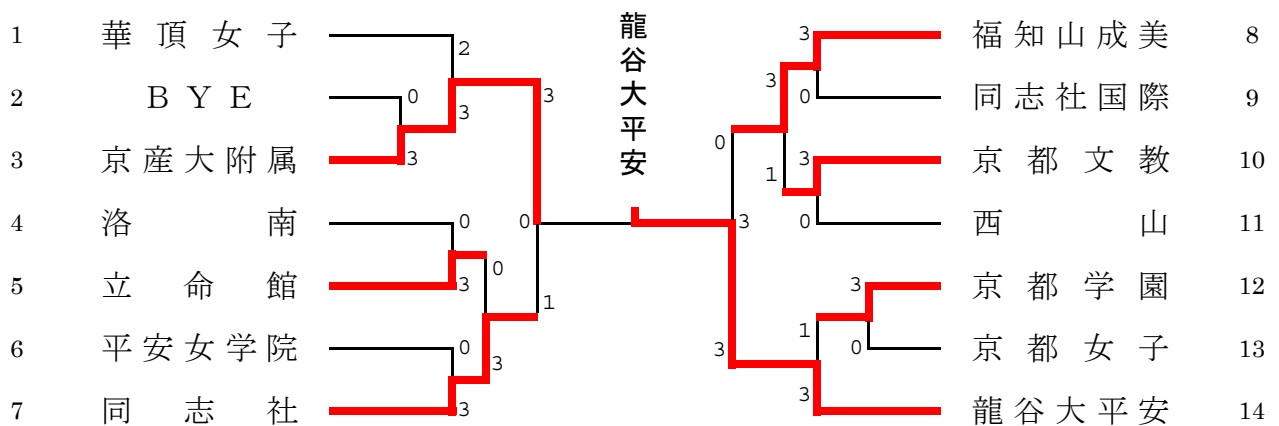 龍谷大平安
1 華頂女子 2
2 BYE 0
3 京産大附属 3
3
3
4 洛南 0
5 立命館 3
0
6 平安女学院 0
7 同志社 3
3
1
0
3 福知山成美 8
0 同志社国際 9
3
3 京都文教 10
0 西山 11
1
0
3 京都学園 12
0 京都女子 13
1
3 龍谷大平安 14
3
3